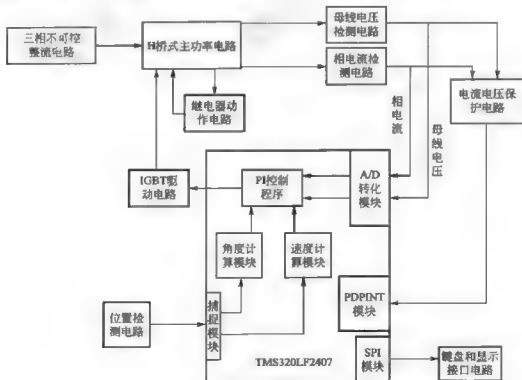 三相不可控
整流电路
H桥式主功率电路
母线电压
检测电路
相电流检
测电路
继电器动
作电路
电流电压保
护电路
相电流
母线电压
IGBT驱
动电路
PI控制
程序
A/D
转化
模块
角度计
算模块
速度计
算模块
位置检
测电路
捕捉模块
PDPINT
模块
TMS320LF2407
SPI
模块
键盘和显示
接口电路